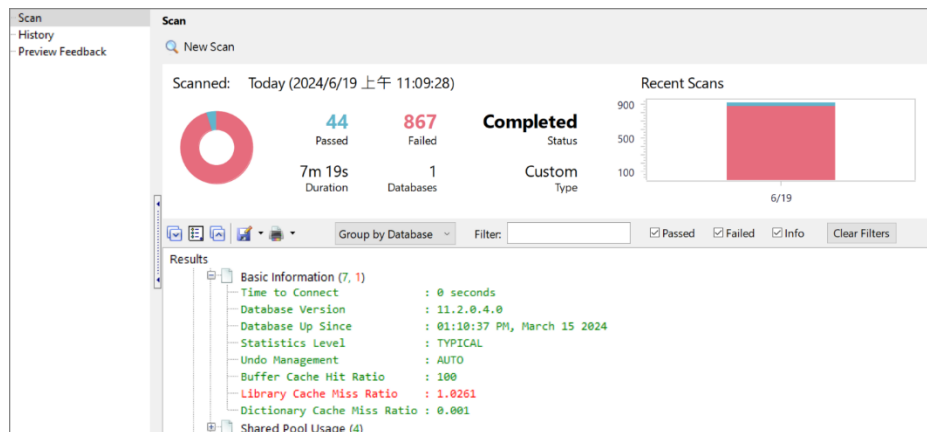 Scan
History
Preview Feedback
Scan
New Scan
Scanned: Today (2024/6/19 上午 11:09:28)
Recent Scans
44
Passed
867
Failed
Completed
Status
7m 19s
Duration
1
Databases
Custom
Type
900
500
100
6/19
Group by Database
Filter:
Passed
Failed
Info
Clear Filters
Results
Basic Information (7, 1)
Time to Connect : 0 seconds
Database Version : 11.2.0.4.0
Database Up Since : 01:10:37 PM, March 15 2024
Statistics Level : TYPICAL
Undo Management : AUTO
Buffer Cache Hit Ratio : 100
Library Cache Miss Ratio : 1.0261
Dictionary Cache Miss Ratio : 0.001
Shared Pool Usage (4)